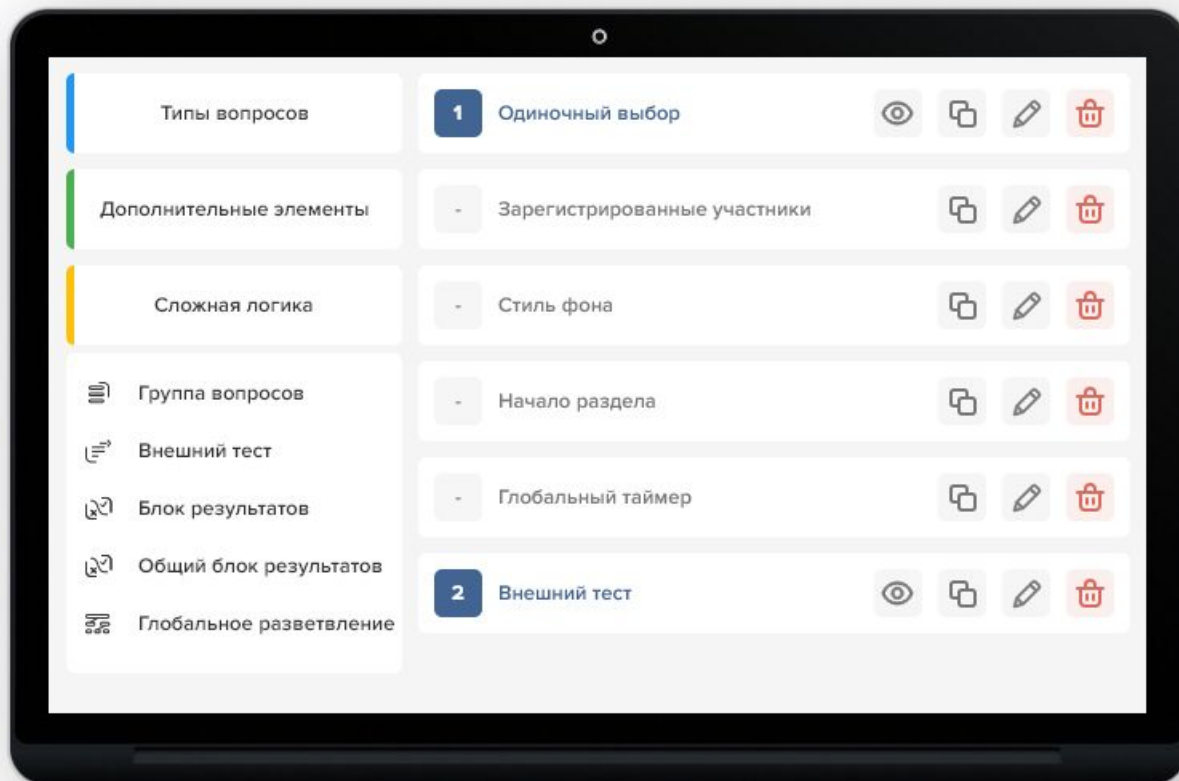 Типы вопросов
Дополнительные элементы
Сложная логика
Группа вопросов
Внешний тест
Блок результатов
Общий блок результатов
Глобальное разветвление
1 Одиночный выбор
- Зарегистрированные участники
- Стиль фона
- Начало раздела
- Глобальный таймер
2 Внешний тест